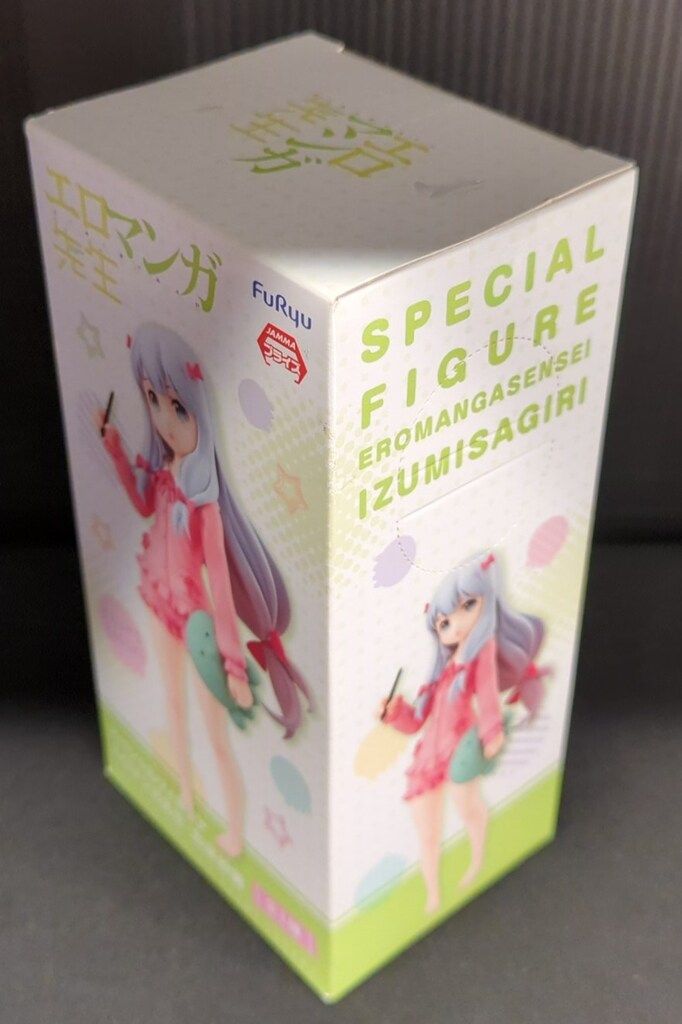 エロマンガ
先生
エロ
マンガ
先生
FuRyu
JAMMA
プライズ
SPECIAL
FIGURE
EROMANGASENSEI
IZUMISAGIRI